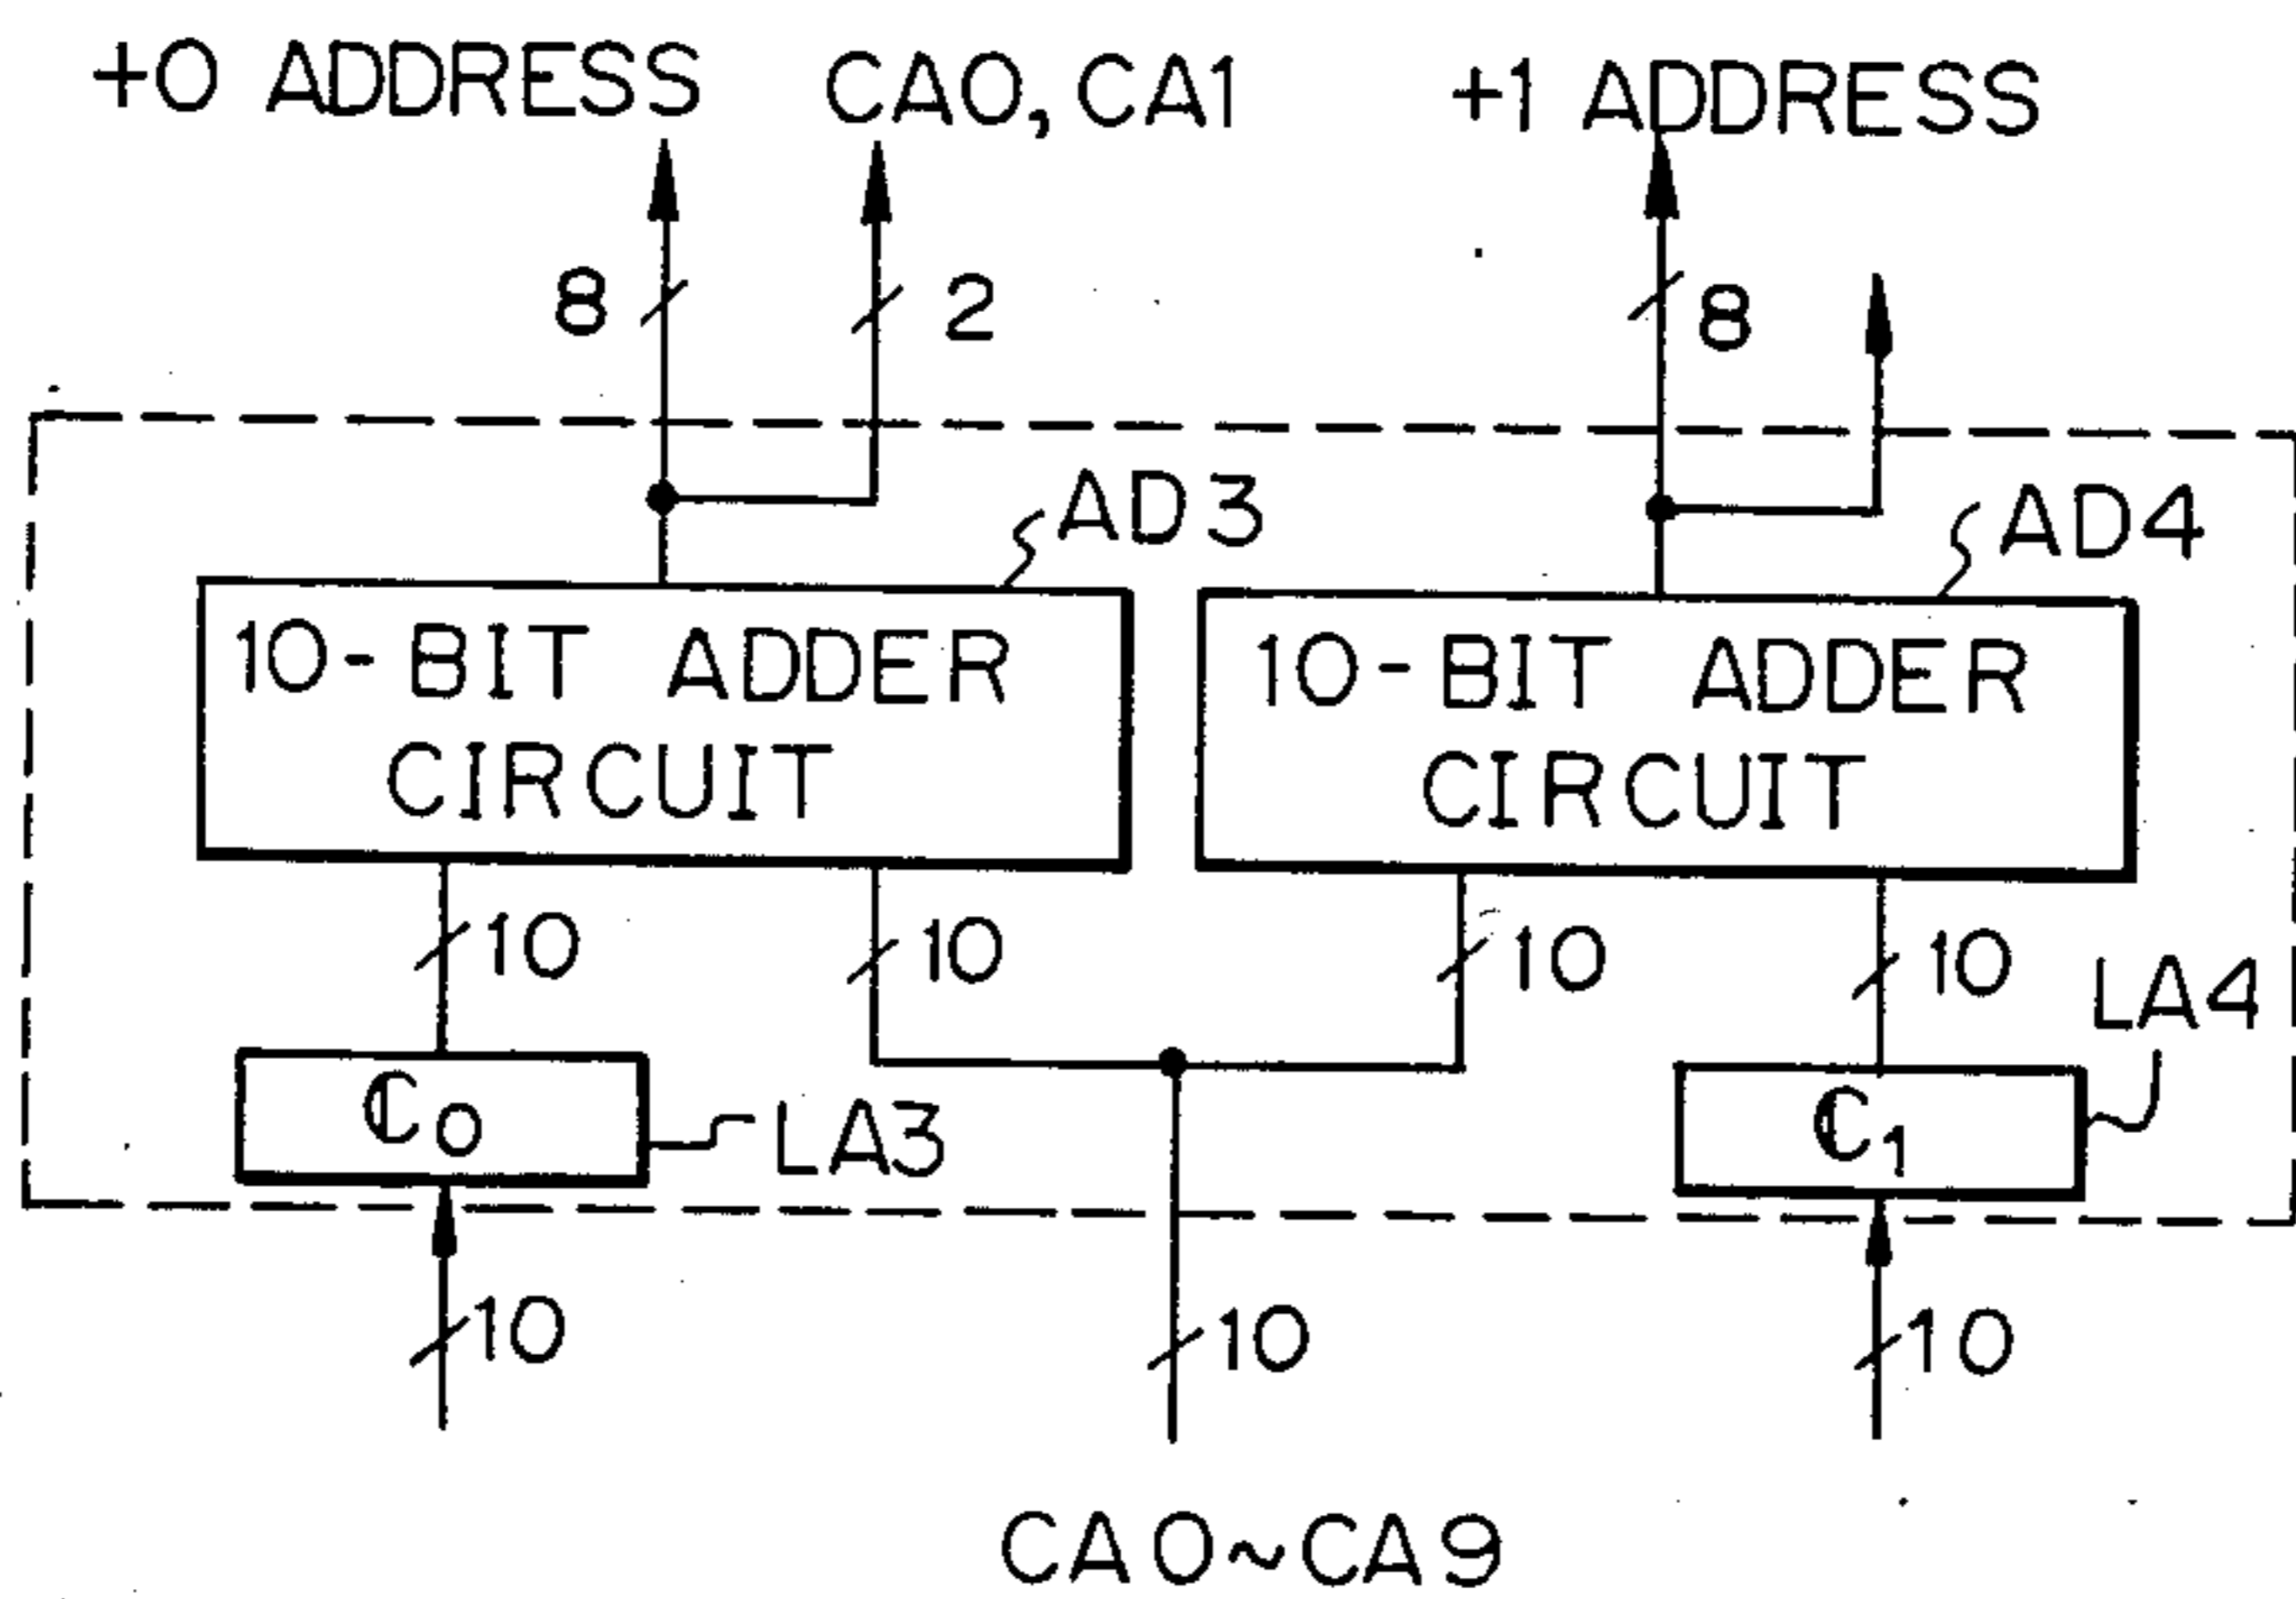 +0 ADDRESS CA0, CA1 +1 ADDRESS
8 2 8
AD3 AD4
10-BIT ADDER 10-BIT ADDER
CIRCUIT CIRCUIT
10 10 10 10
LA4
ℂ0 LA3 ℂ1
10 10 10
CA0~CA9